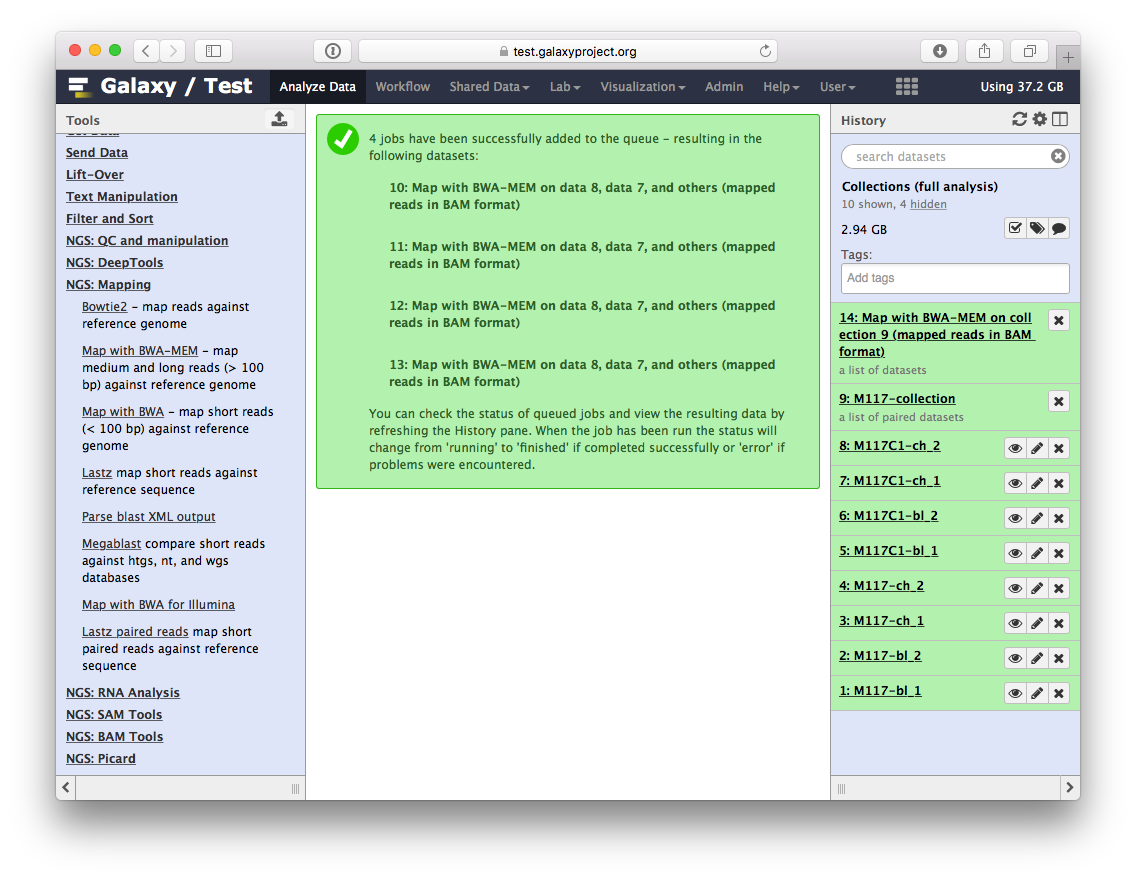 test.galaxyproject.org
Galaxy / Test
Analyze Data
Workflow
Shared Data
Lab
Visualization
Admin
Help
User
Using 37.2 GB
Tools
Send Data
Lift-Over
Text Manipulation
Filter and Sort
NGS: QC and manipulation
NGS: DeepTools
NGS: Mapping
Bowtie2 - map reads against
reference genome
Map with BWA-MEM - map
medium and long reads (> 100
bp) against reference genome
Map with BWA - map short reads
(< 100 bp) against reference
genome
Lastz map short reads against
reference sequence
Parse blast XML output
Megablast compare short reads
against htgs, nt, and wgs
databases
Map with BWA for Illumina
Lastz paired reads map short
paired reads against reference
sequence
NGS: RNA Analysis
NGS: SAM Tools
NGS: BAM Tools
NGS: Picard
4 jobs have been successfully added to the queue - resulting in the
following datasets:
10: Map with BWA-MEM on data 8, data 7, and others (mapped
reads in BAM format)
11: Map with BWA-MEM on data 8, data 7, and others (mapped
reads in BAM format)
12: Map with BWA-MEM on data 8, data 7, and others (mapped
reads in BAM format)
13: Map with BWA-MEM on data 8, data 7, and others (mapped
reads in BAM format)
You can check the status of queued jobs and view the resulting data by
refreshing the History pane. When the job has been run the status will
change from 'running' to 'finished' if completed successfully or 'error' if
problems were encountered.
History
search datasets
Collections (full analysis)
10 shown, 4 hidden
2.94 GB
Tags:
Add tags
14: Map with BWA-MEM on coll
ection 9 (mapped reads in BAM
format)
a list of datasets
9: M117-collection
a list of paired datasets
8: M117C1-ch_2
7: M117C1-ch_1
6: M117C1-bl_2
5: M117C1-bl_1
4: M117-ch_2
3: M117-ch_1
2: M117-bl_2
1: M117-bl_1